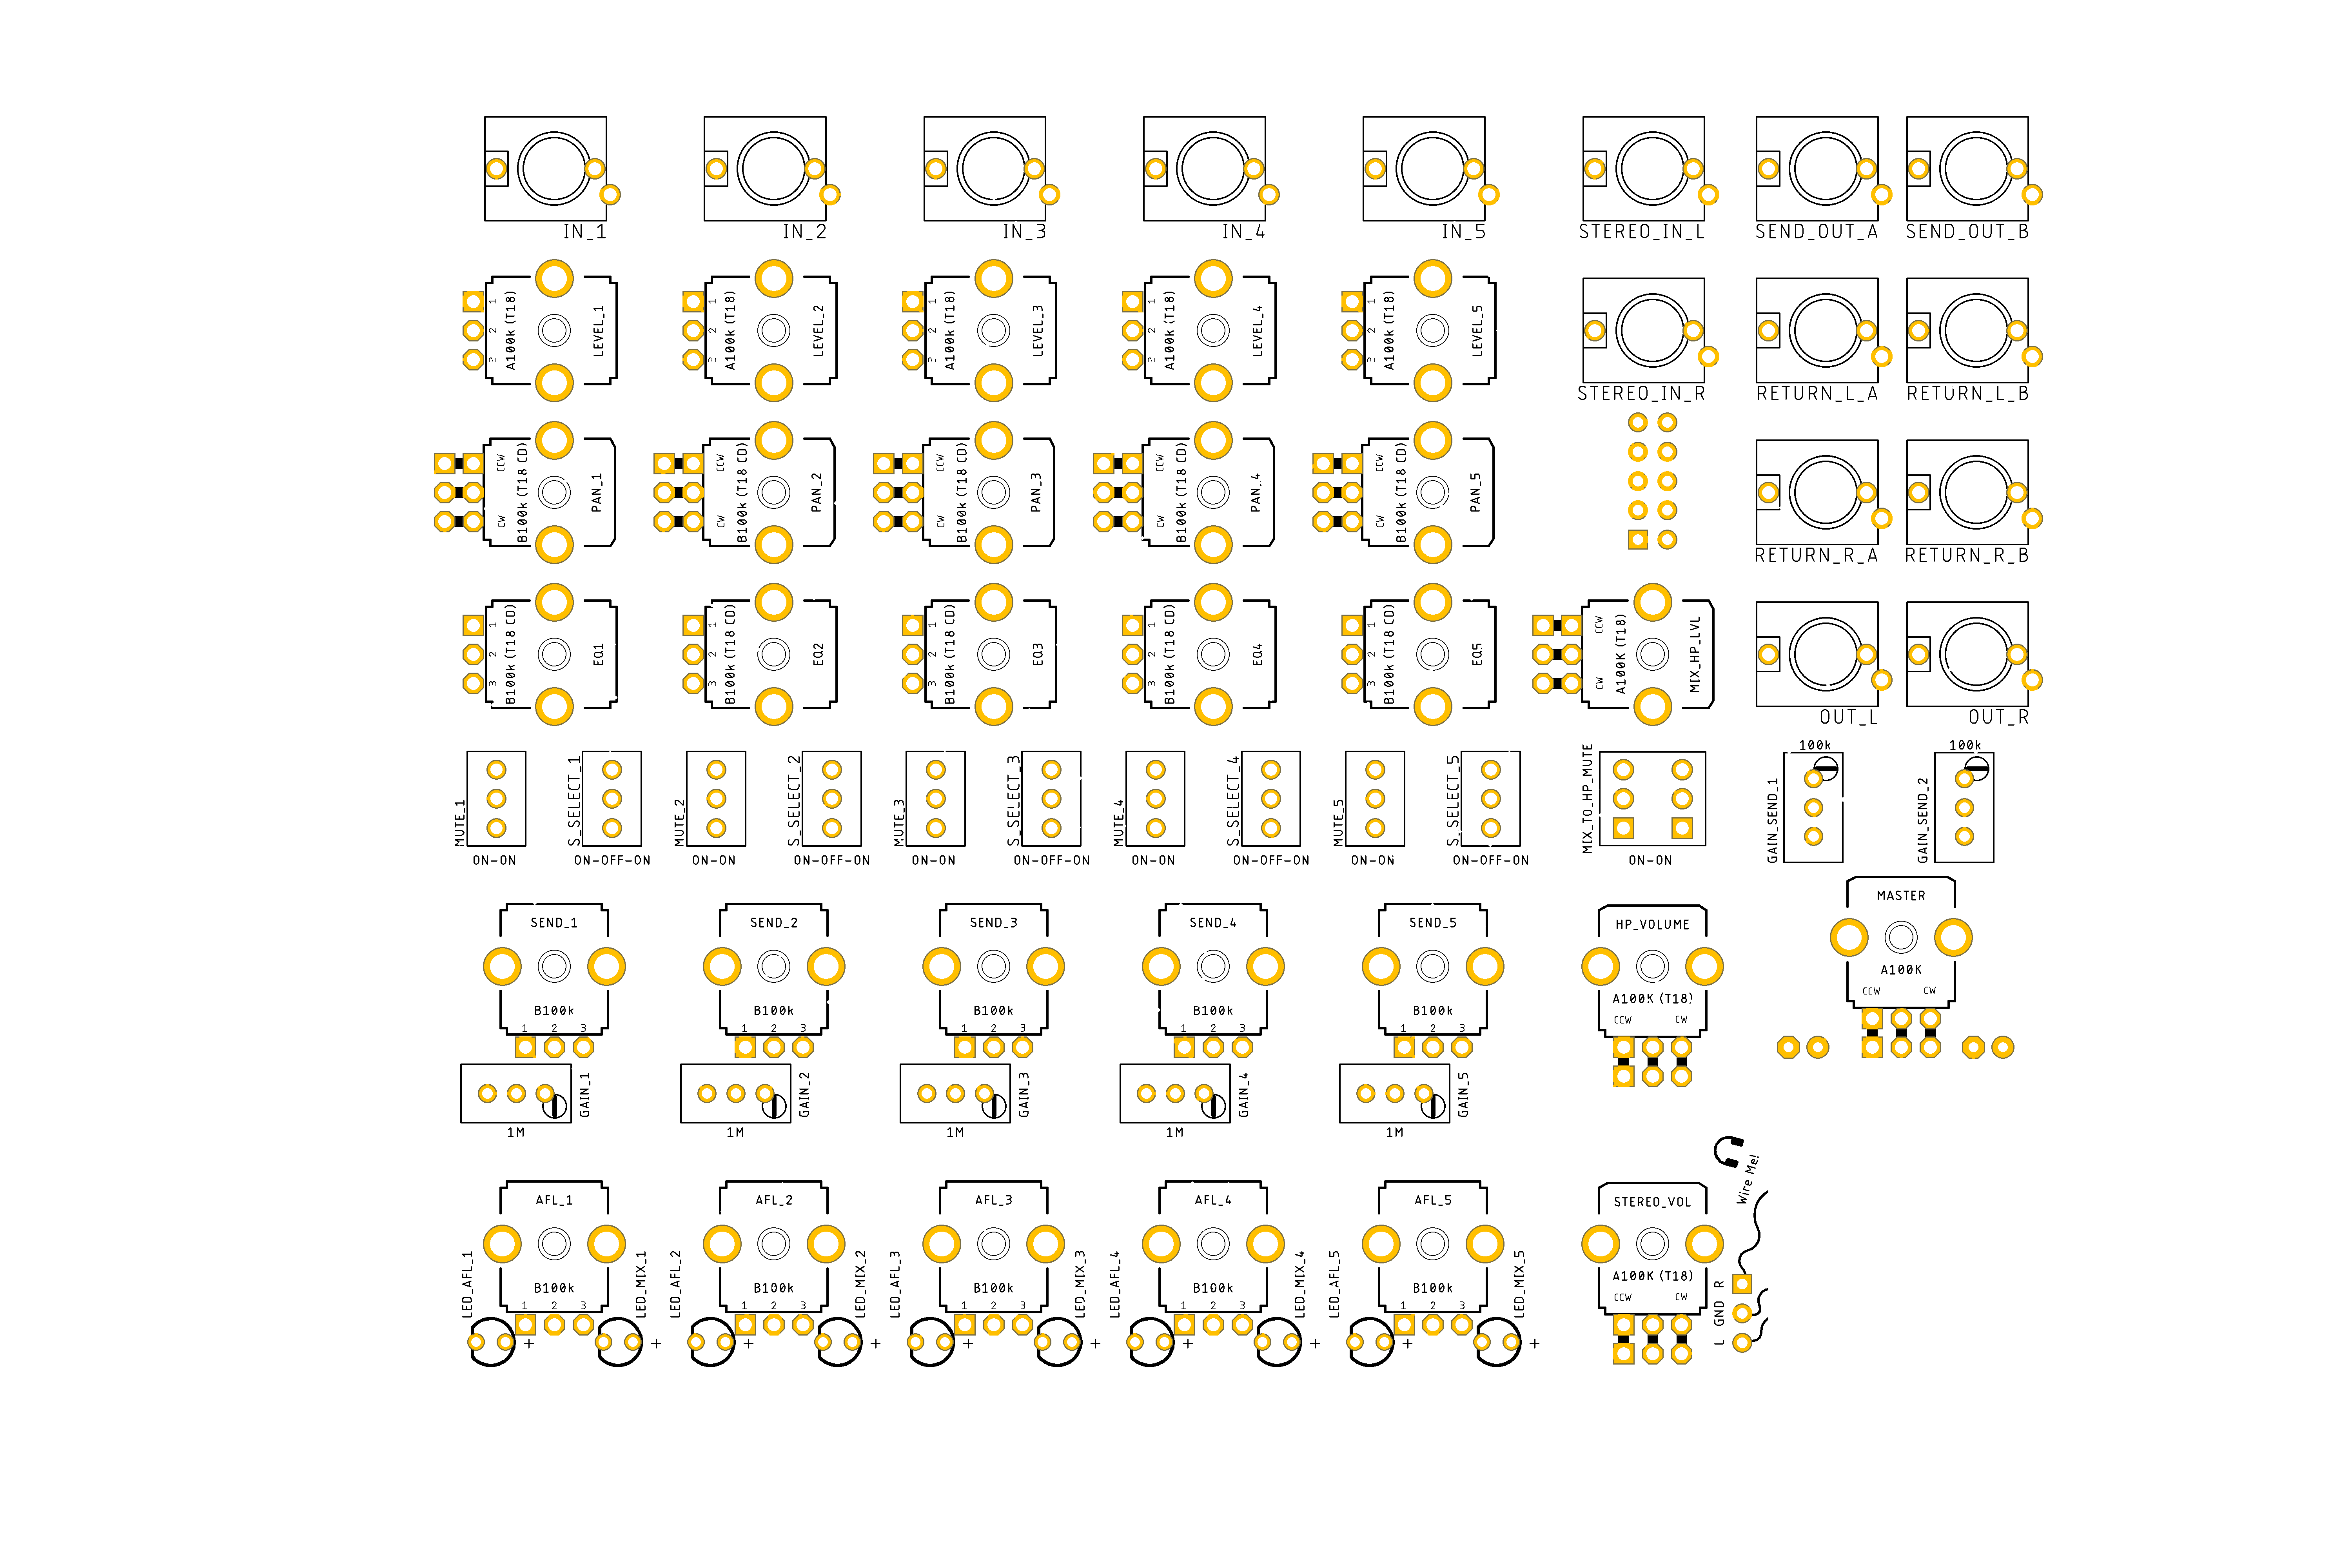 IN_1 IN_2 IN_3 IN_4 IN_5 STEREO_IN_L SEND_OUT_A SEND_OUT_B
1 1 1 1 1
2 2 2 2 2
A100k (T18) A100k (T18) A100k (T18) A100k (T18) A100k (T18)
LEVEL_1 LEVEL_2 LEVEL_3 LEVEL_4 LEVEL_5
STEREO_IN_R RETURN_L_A RETURN_L_B
CCW CCW CCW CCW CCW
CW CW CW CW CW
B100k (T18 CD) B100k (T18 CD) B100k (T18 CD) B100k (T18 CD) B100k (T18 CD)
PAN_1 PAN_2 PAN_3 PAN_4 PAN_5
RETURN_R_A RETURN_R_B
1 1 1 1 1 CCW
2 2 2 2 2
3 3 3 3 3 CW
B100k (T18 CD) B100k (T18 CD) B100k (T18 CD) B100k (T18 CD) B100k (T18 CD) A100K (T18)
EQ1 EQ2 EQ3 EQ4 EQ5 MIX_HP_LVL
OUT_L OUT_R
100k 100k
MUTE_1 S_SELECT_1 MUTE_2 S_SELECT_2 MUTE_3 S_SELECT_3 MUTE_4 S_SELECT_4 MUTE_5 S_SELECT_5 MIX_TO_HP_MUTE GAIN_SEND_1 GAIN_SEND_2
ON-ON ON-OFF-ON ON-ON ON-OFF-ON ON-ON ON-OFF-ON ON-ON ON-OFF-ON ON-ON ON-OFF-ON ON-ON
MASTER
SEND_1 SEND_2 SEND_3 SEND_4 SEND_5 HP_VOLUME
A100K
CCW CW
B100k B100k B100k B100k B100k A100K (T18)
1 2 3 1 2 3 1 2 3 1 2 3 1 2 3 CCW CW
GAIN_1 GAIN_2 GAIN_3 GAIN_4 GAIN_5
1M 1M 1M 1M 1M
Wire Me!
AFL_1 AFL_2 AFL_3 AFL_4 AFL_5 STEREO_VOL
LED_AFL_1 LED_MIX_1 LED_AFL_2 LED_MIX_2 LED_AFL_3 LED_MIX_3 LED_AFL_4 LED_MIX_4 LED_AFL_5 LED_MIX_5
B100k B100k B100k B100k B100k A100K (T18)
1 2 3 1 2 3 1 2 3 1 2 3 1 2 3 CCW CW
L GND R
+ + + + + + + + + +